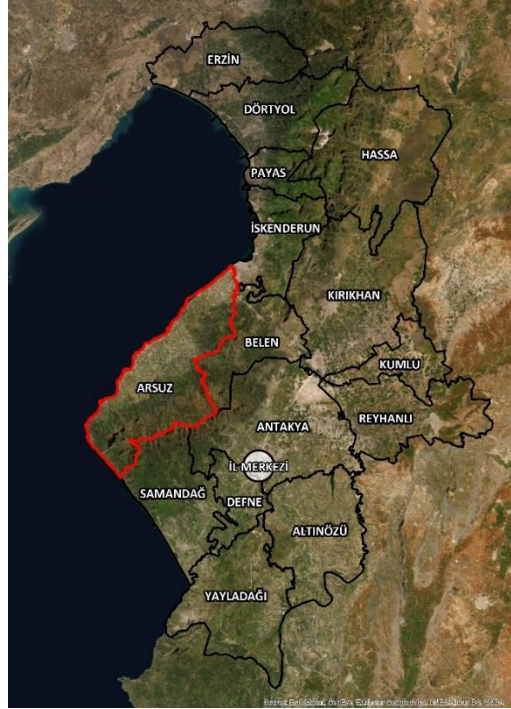 ERZİN
DÖRTYOL
HASSA
PAYAS
İSKENDERUN
KIRIKHAN
BELEN
KUMLU
ARSUZ
REYHANLI
ANTAKYA
İL MERKEZİ
SAMANDAĞ
DEFNE
ALTINÖZÜ
YAYLADAĞI